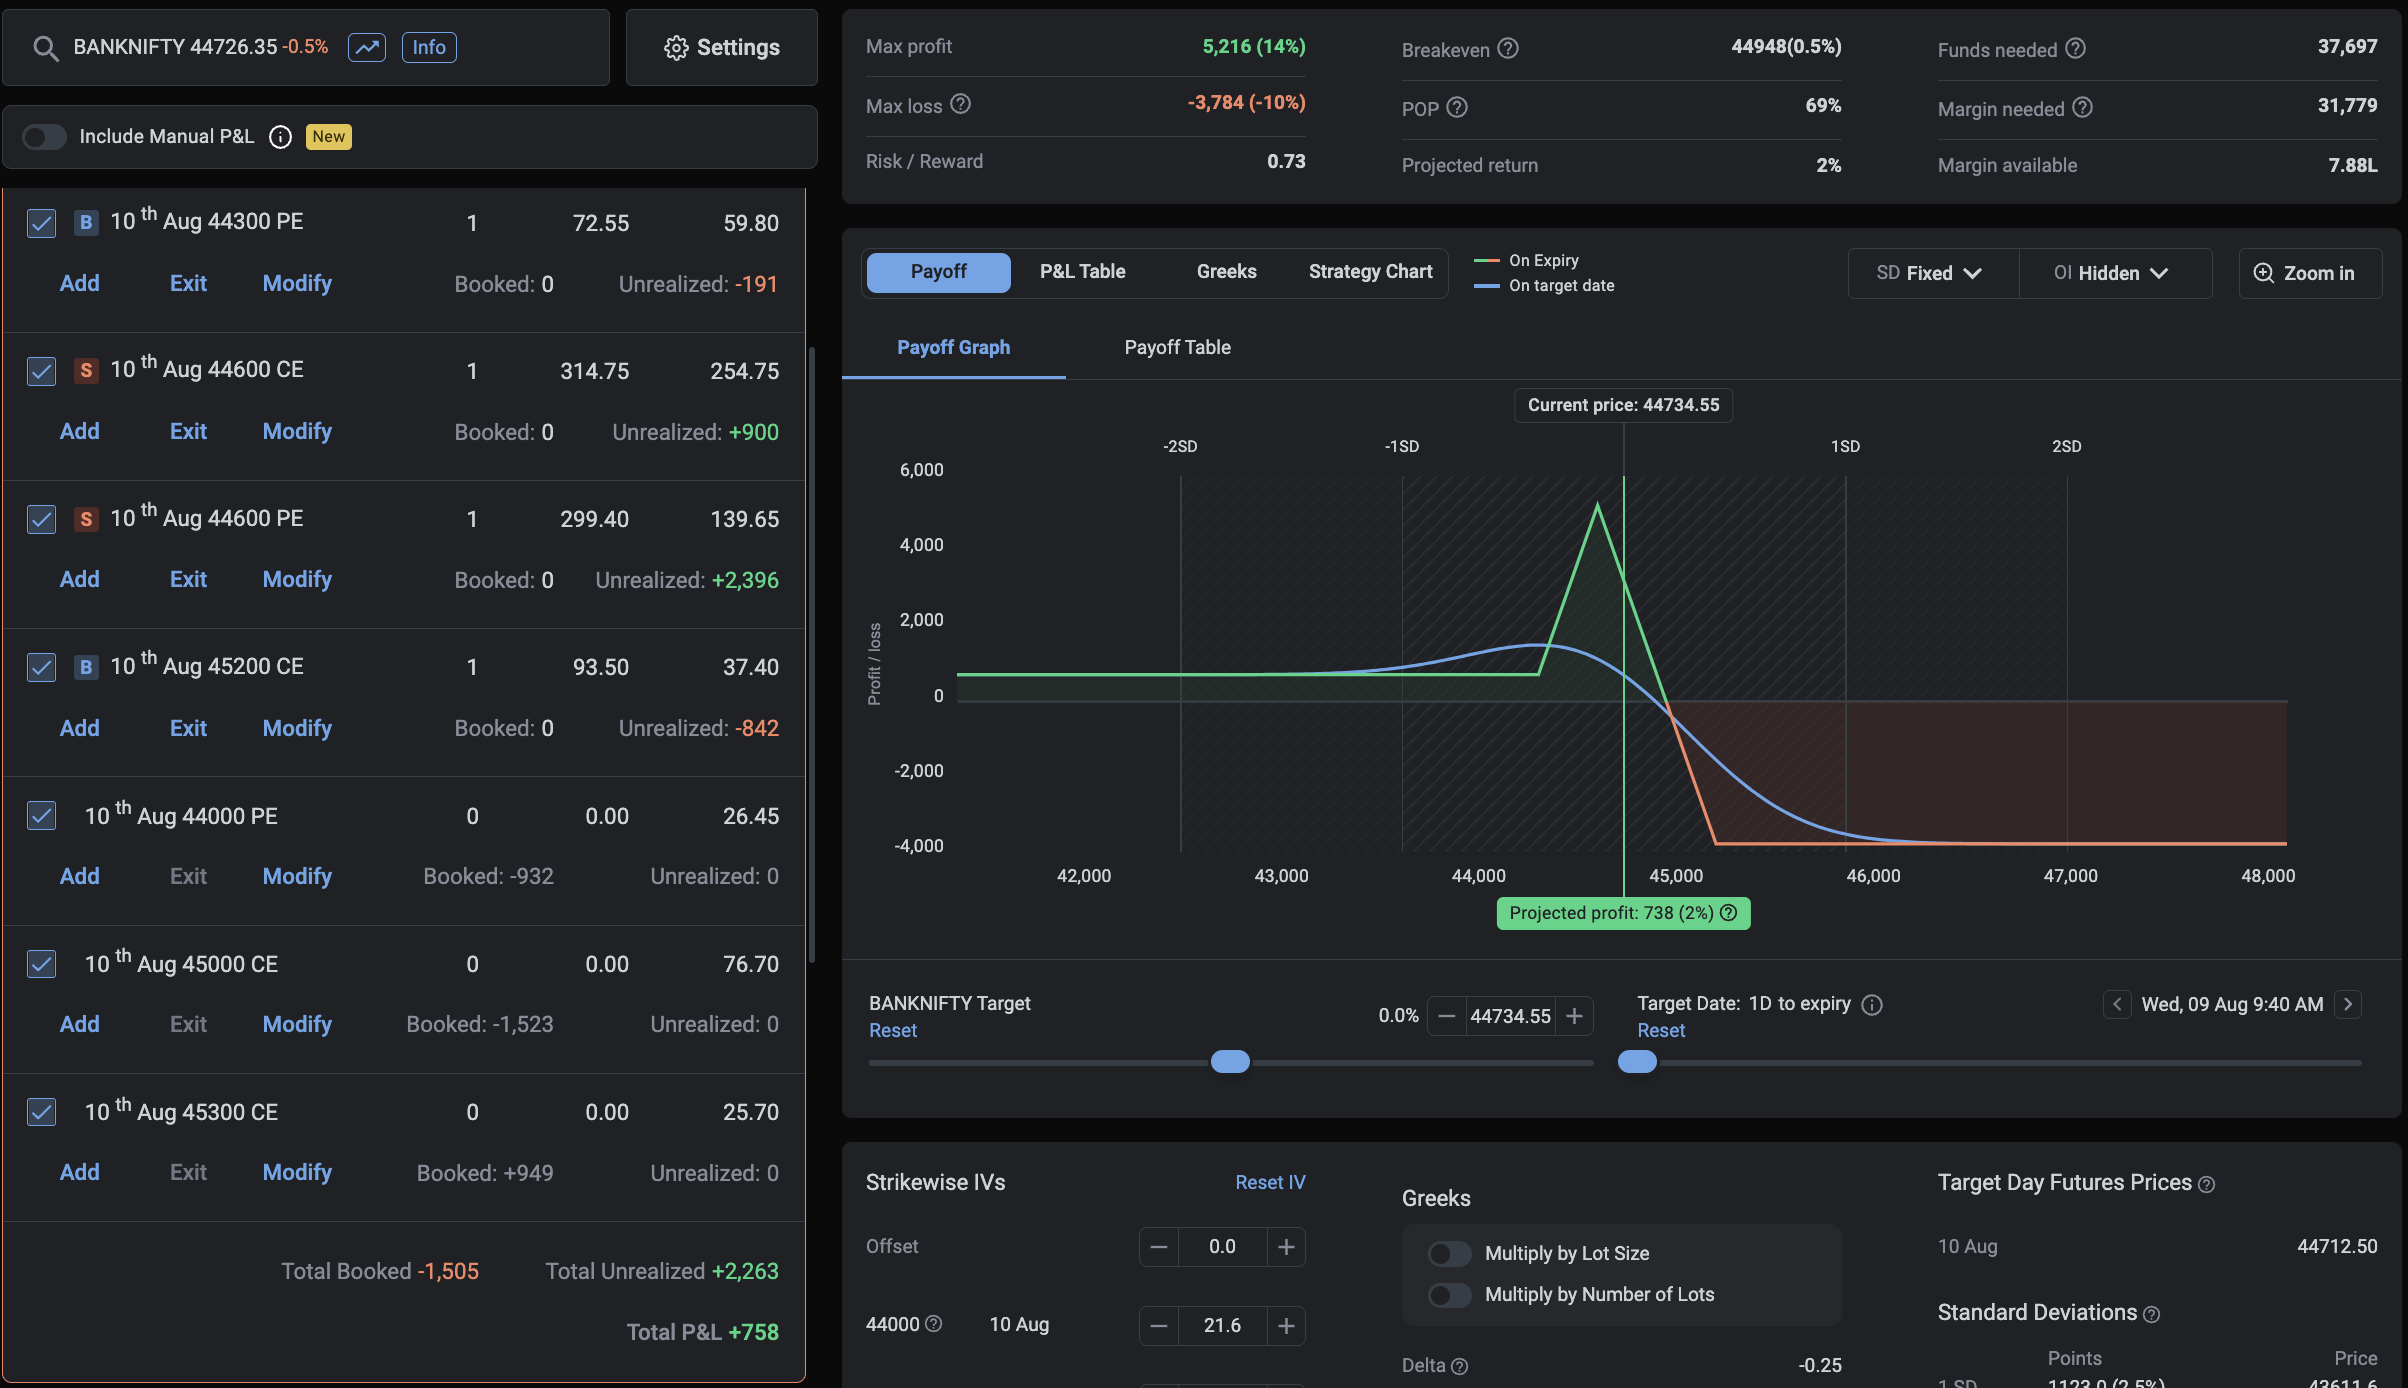 BANKNIFTY 44726.35 -0.5% Info
Settings
Include Manual P&L New
B 10 th Aug 44300 PE 1 72.55 59.80
Add Exit Modify Booked: 0 Unrealized: -191
S 10 th Aug 44600 CE 1 314.75 254.75
Add Exit Modify Booked: 0 Unrealized: +900
S 10 th Aug 44600 PE 1 299.40 139.65
Add Exit Modify Booked: 0 Unrealized: +2,396
B 10 th Aug 45200 CE 1 93.50 37.40
Add Exit Modify Booked: 0 Unrealized: -842
10 th Aug 44000 PE 0 0.00 26.45
Add Exit Modify Booked: -932 Unrealized: 0
10 th Aug 45000 CE 0 0.00 76.70
Add Exit Modify Booked: -1,523 Unrealized: 0
10 th Aug 45300 CE 0 0.00 25.70
Add Exit Modify Booked: +949 Unrealized: 0
Total Booked -1,505 Total Unrealized +2,263
Total P&L +758
Max profit 5,216 (14%)
Max loss -3,784 (-10%)
Risk / Reward 0.73
Breakeven 44948(0.5%)
POP 69%
Projected return 2%
Funds needed 37,697
Margin needed 31,779
Margin available 7.88L
Payoff P&L Table Greeks Strategy Chart
On Expiry
On target date
SD Fixed OI Hidden Zoom in
Payoff Graph Payoff Table
Current price: 44734.55
-2SD -1SD 1SD 2SD
Profit / loss
6,000
4,000
2,000
0
-2,000
-4,000
42,000 43,000 44,000 45,000 46,000 47,000 48,000
Projected profit: 738 (2%)
BANKNIFTY Target 0.0% 44734.55
Reset
Target Date: 1D to expiry Wed, 09 Aug 9:40 AM
Reset
Strikewise IVs Reset IV
Offset 0.0
44000 10 Aug 21.6
Greeks
Multiply by Lot Size
Multiply by Number of Lots
Delta -0.25
Target Day Futures Prices
10 Aug 44712.50
Standard Deviations
Points Price
1 SD 1123.0 (2.5%) 43611.6